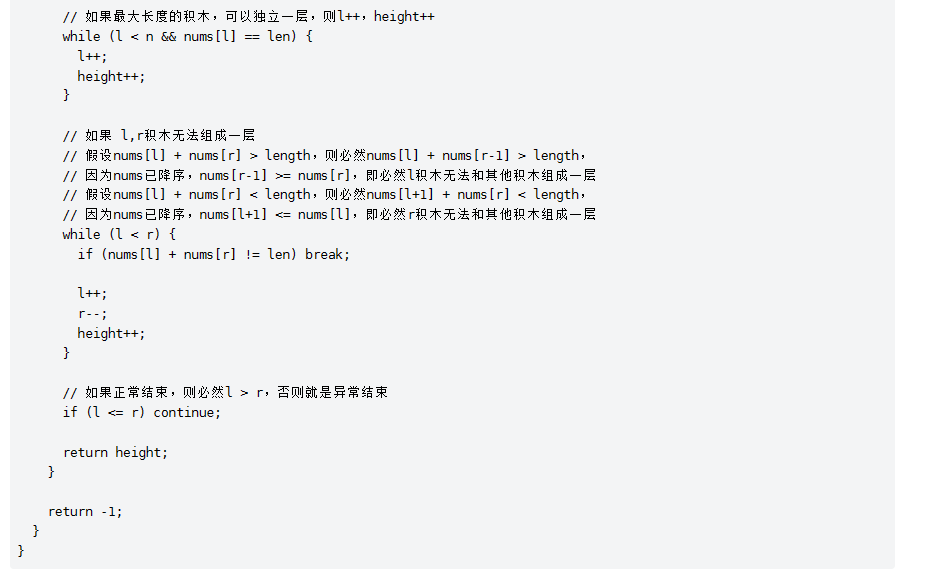 // 如果最大长度的积木，可以独立一层，则l++，height++
while (l < n && nums[l] == len) {
l++;
height++;
}
// 如果 l,r积木无法组成一层
// 假设nums[l] + nums[r] > length，则必然nums[l] + nums[r-1] > length，
// 因为nums已降序，nums[r-1] >= nums[r]，即必然l积木无法和其他积木组成一层
// 假设nums[l] + nums[r] < length，则必然nums[l+1] + nums[r] < length，
// 因为nums已降序，nums[l+1] <= nums[l]，即必然r积木无法和其他积木组成一层
while (l < r) {
if (nums[l] + nums[r] != len) break;
l++;
r--;
height++;
}
// 如果正常结束，则必然l > r，否则就是异常结束
if (l <= r) continue;
return height;
}
return -1;
}
}